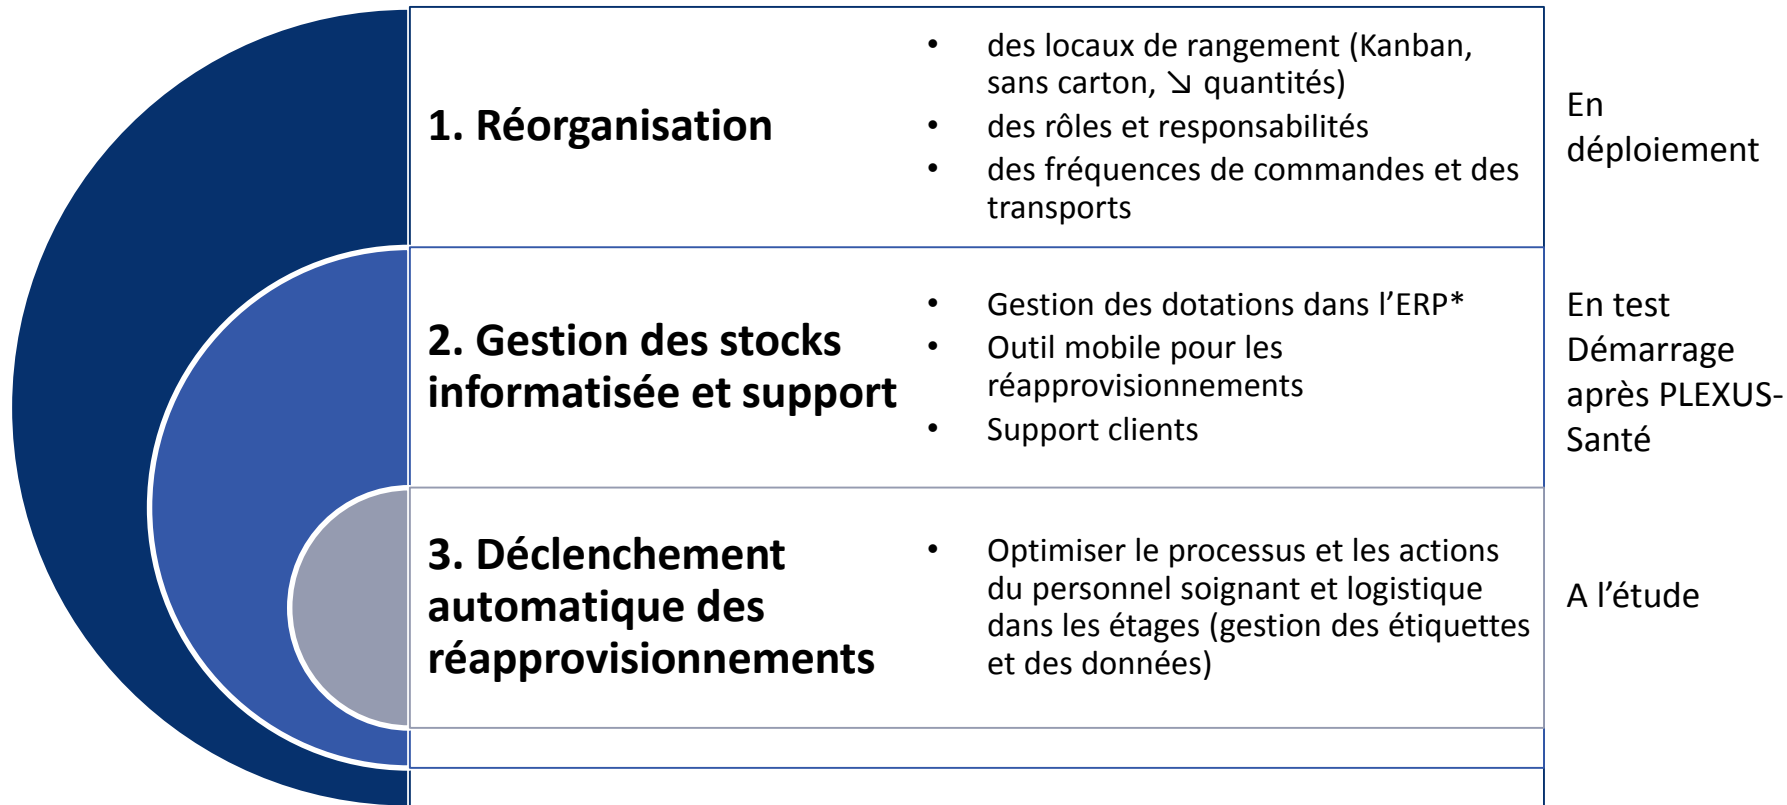 1. Réorganisation
• des locaux de rangement (Kanban,
sans carton, ↘ quantités)
• des rôles et responsabilités
• des fréquences de commandes et des
transports
En
déploiement
2. Gestion des stocks
informatisée et support
• Gestion des dotations dans l’ERP*
• Outil mobile pour les
réapprovisionnements
• Support clients
En test
Démarrage
après PLEXUS-
Santé
3. Déclenchement
automatique des
réapprovisionnements
• Optimiser le processus et les actions
du personnel soignant et logistique
dans les étages (gestion des étiquettes
et des données)
A l’étude